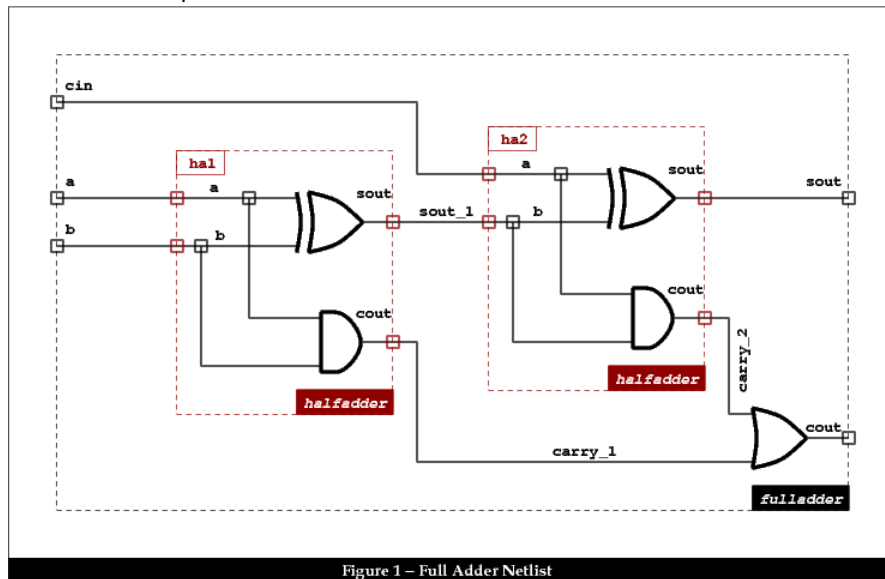 cin
ha1
ha2
a
a
sout
a
sout
sout
b
b
sout_1
b
cout
cout
carry_2
halfadder
halfadder
carry_1
cout
fulladder
Figure 1 – Full Adder Netlist